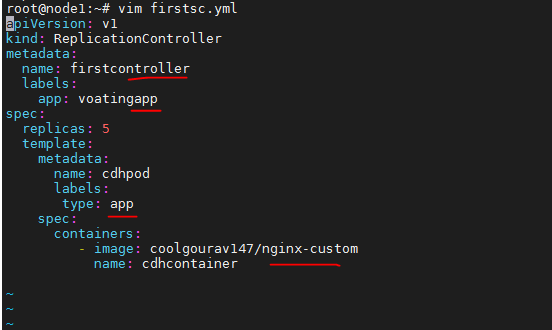 root@node1:~# vim firstsc.yml
apiVersion: v1
kind: ReplicationController
metadata:
  name: firstcontroller
  labels:
    app: voatingapp
spec:
  replicas: 5
  template:
    metadata:
      name: cdhpod
      labels:
       type: app
    spec:
      containers:
         - image: coolgourav147/nginx-custom
           name: cdhcontainer
~
~
~